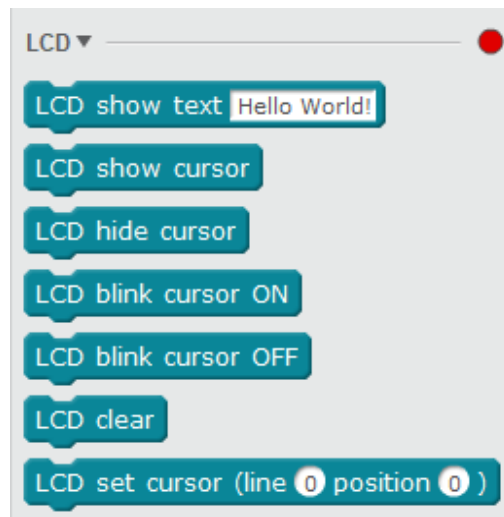 LCD
LCD show text Hello World!
LCD show cursor
LCD hide cursor
LCD blink cursor ON
LCD blink cursor OFF
LCD clear
LCD set cursor (line 0 position 0 )